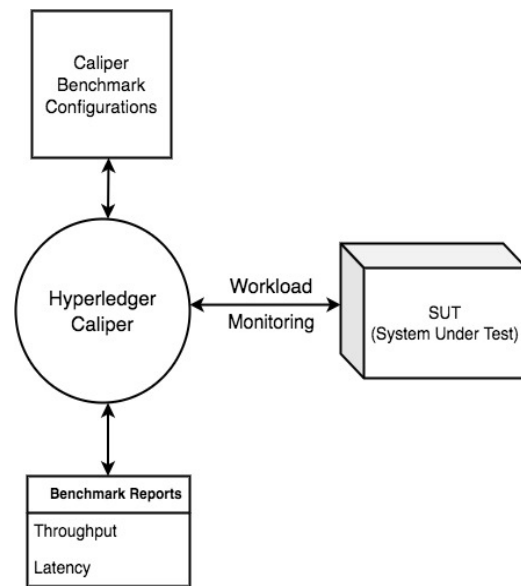 Caliper
Benchmark
Configurations
Hyperledger
Caliper
Workload
Monitoring
SUT
(System Under Test)
Benchmark Reports
Throughput
Latency